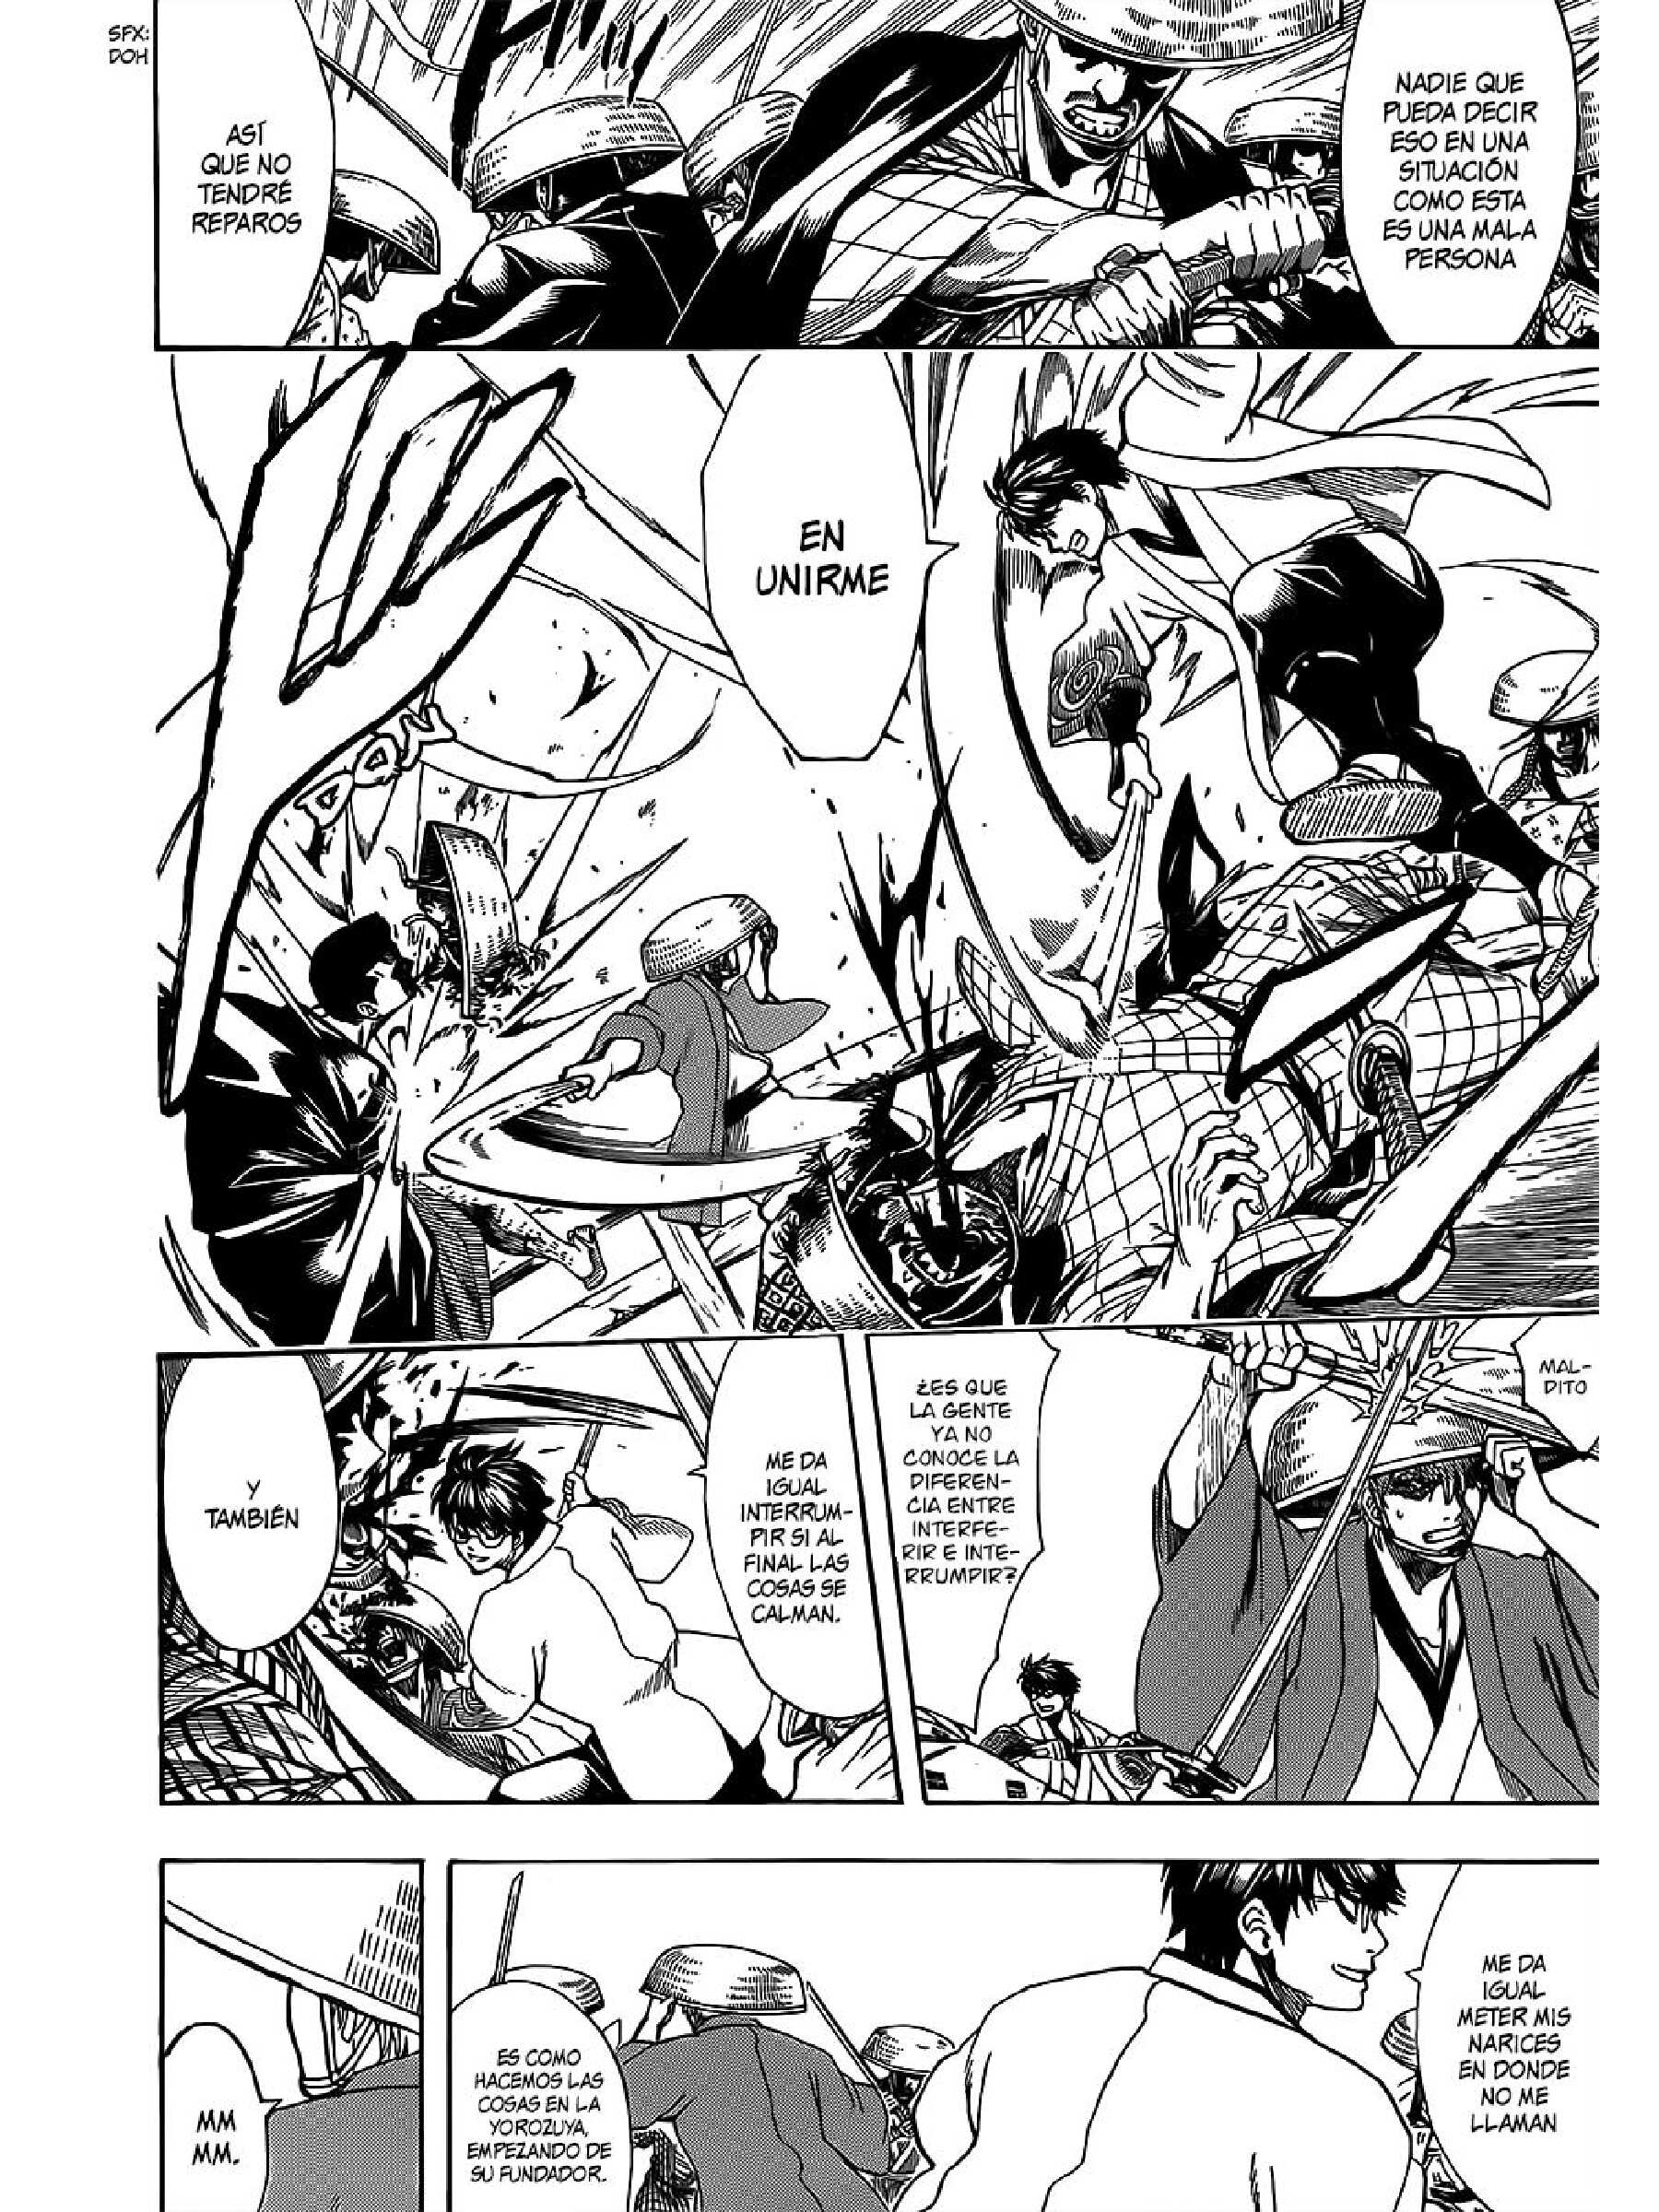 SFX:
DOH
NADIE QUE
PUEDA DECIR
ESO EN UNA
SITUACIÓN
COMO ESTA
ES UNA MALA
PERSONA
ASÍ
QUE NO
TENDRÉ
REPAROS
EN
UNIRME
DON
MAL-
DITO
¿ES QUE
LA GENTE
YA NO
CONOCE LA
DIFEREN-
CIA ENTRE
INTERFE-
RIR E INTE-
RRUMPIR?
ME DA
IGUAL
INTERRUM-
PIR SI AL
FINAL LAS
COSAS SE
CALMAN.
Y
TAMBIÉN
ME DA
IGUAL
METER MIS
NARICES
EN DONDE
NO ME
LLAMAN
ES COMO
HACEMOS LAS
COSAS EN LA
YOROZUYA,
EMPEZANDO DE
SU FUNDADOR.
MM
MM.